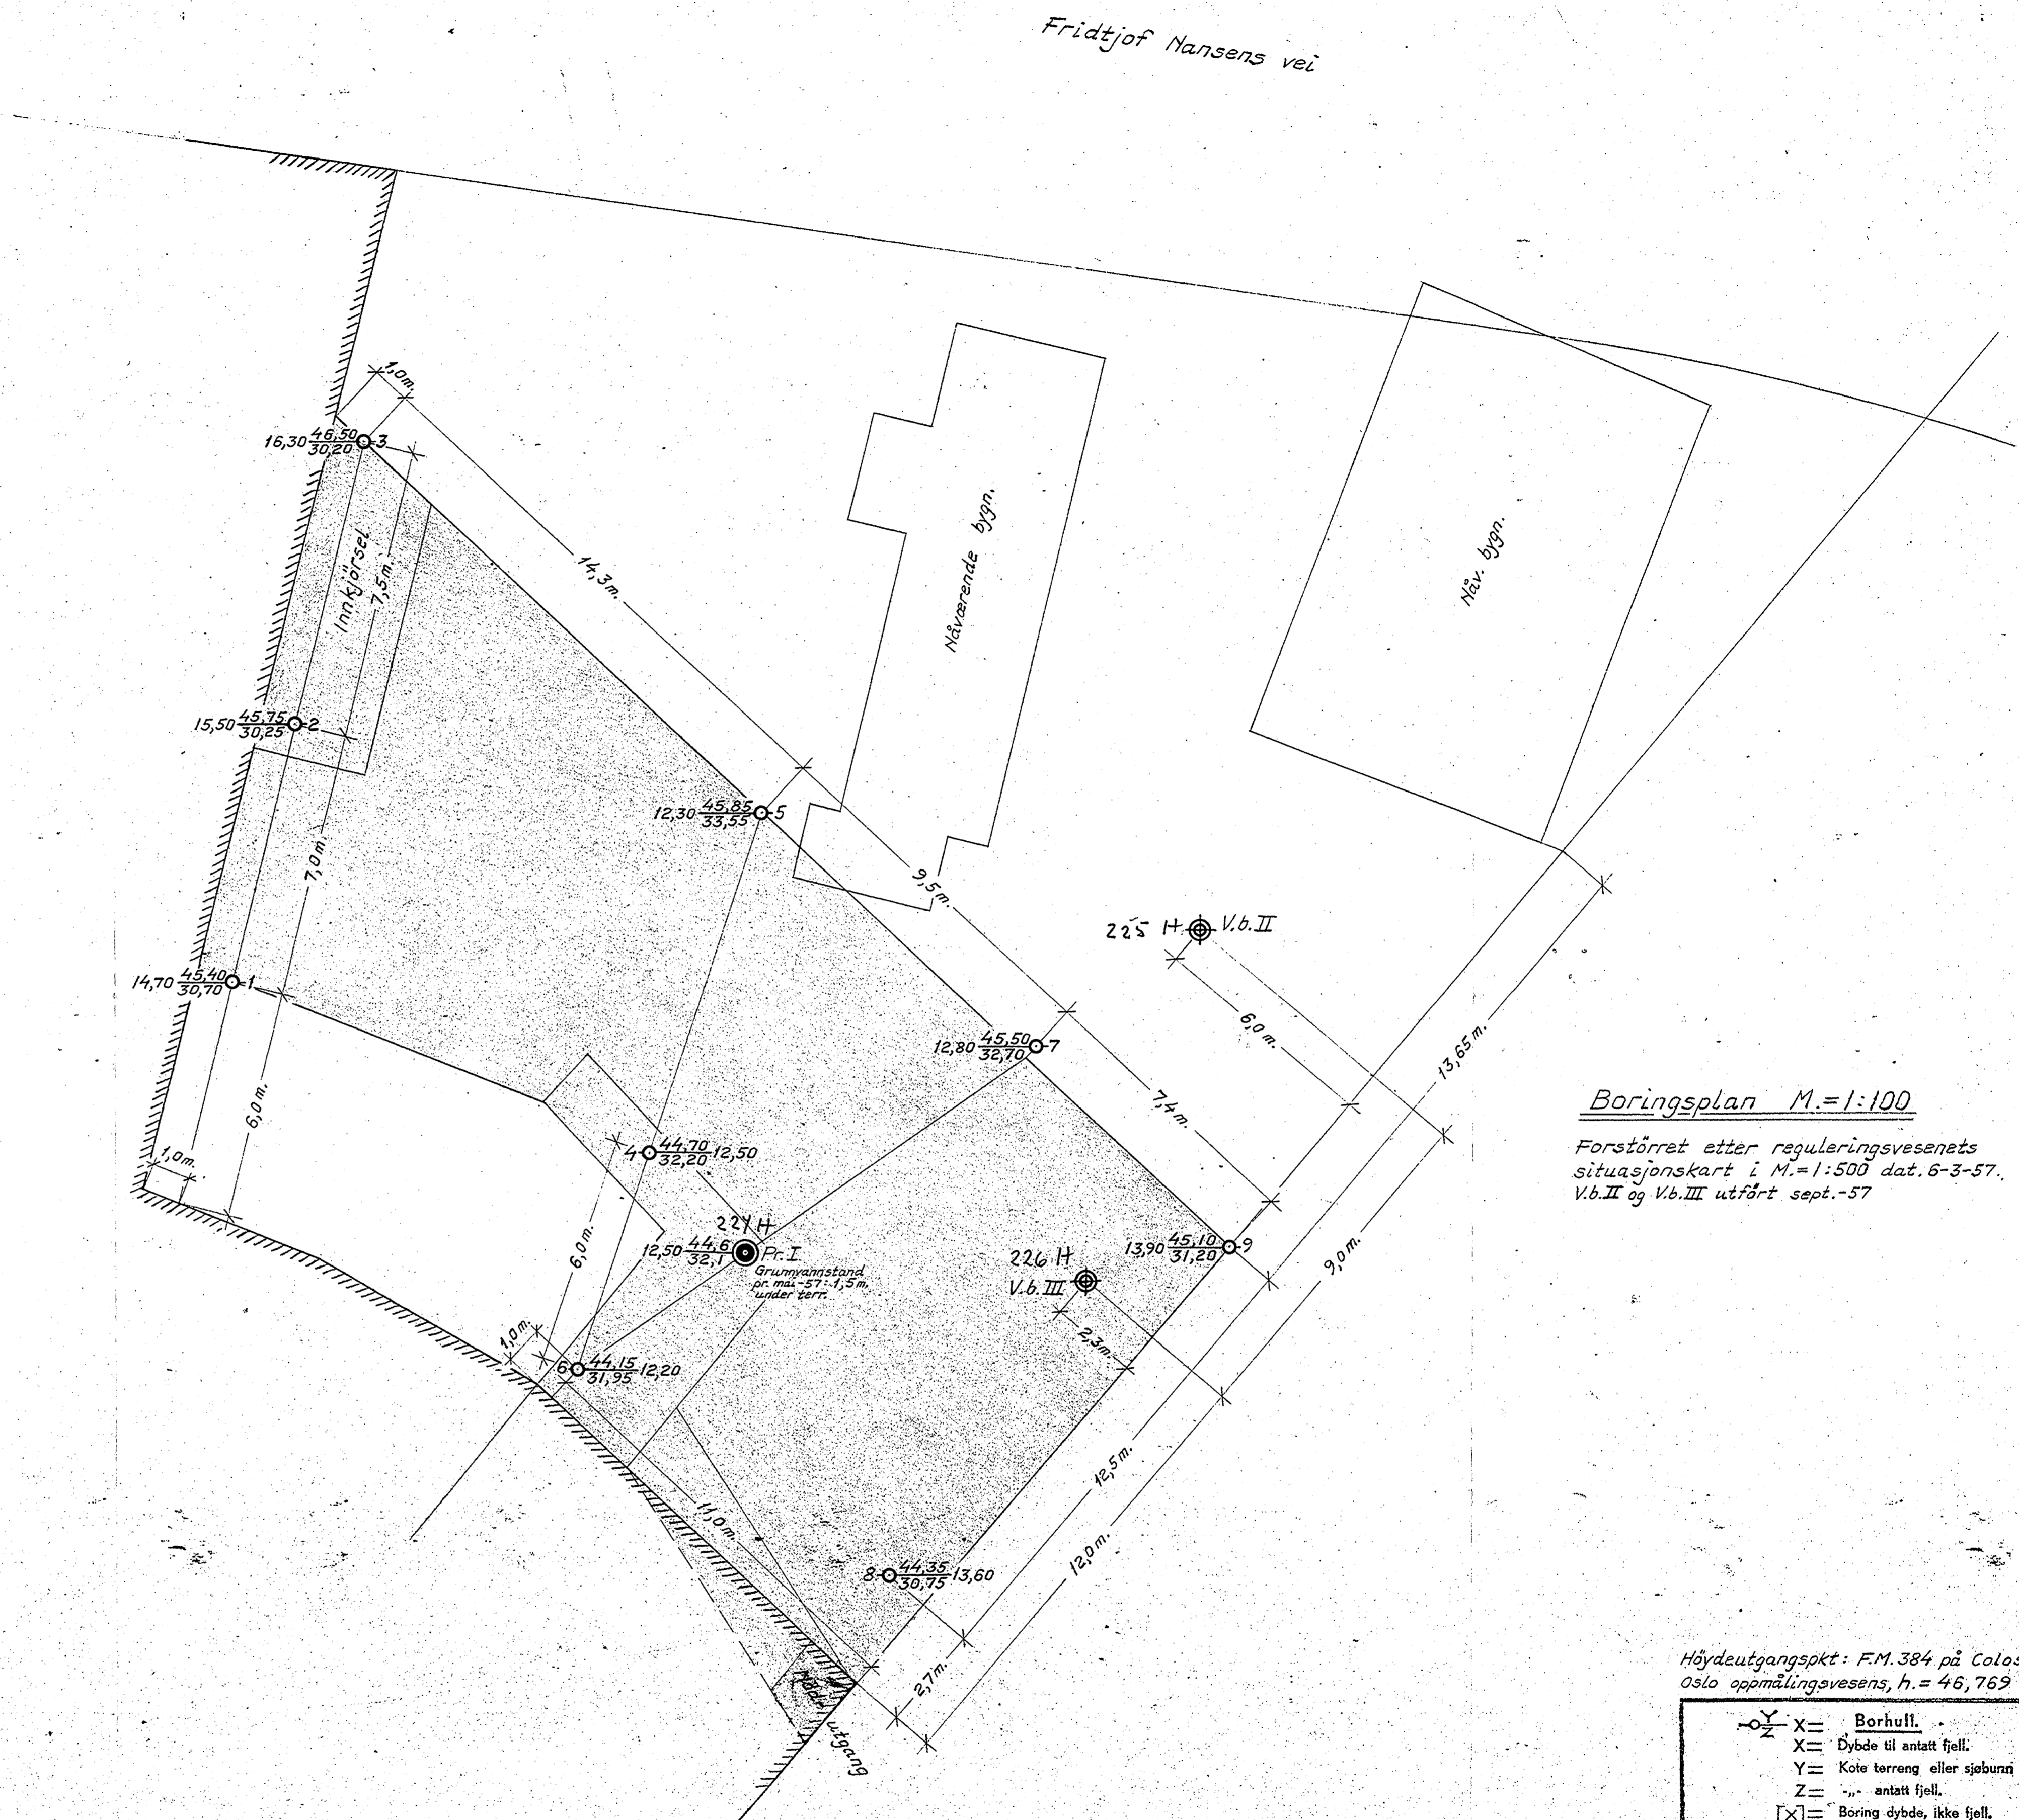 Fridtjof Nansens vei
1,0m.
16,30 46,50 3
30,20
Innkjörsel
7,5m.
14,3m.
Nåværende bygn.
Nåv. bygn.
15,50 45,75 2
30,25
12,30 45,85 5
33,55
7,0m.
9,5m.
225 H V.b.II
14,70 45,40 1
30,70
6,0m.
12,80 45,50 7
32,70
13,65m.
7,4m.
Boringsplan M.=1:100
Forstörret etter reguleringsvesenets
situasjonskart i M.=1:500 dat. 6-3-57.
V.b.II og V.b.III utfört sept.-57
6,0m.
1,0m.
4 44,70 12,50
32,20
6,0m.
12,50 44,6 Pr.I
32,1
Grunnvannstand
pr. mai-57:-1,5m.
under terr.
226 H
V.b.III
13,90 45,10 9
31,20
9,0m.
2,3m.
1,0m.
6 44,15 12,20
31,95
11,0m.
12,5m.
12,0m.
8 44,35 13,60
30,75
2,7m.
utgang
Höydeutgangspkt: F.M.384 på Colos
Oslo oppmålingsvesens, h.= 46,769
Y X= Borhull.
Z
X= Dybde til antatt fjell.
Y= Kote terreng eller sjøbunn
Z= -„- antatt fjell.
[X]= Boring dybde, ikke fjell.